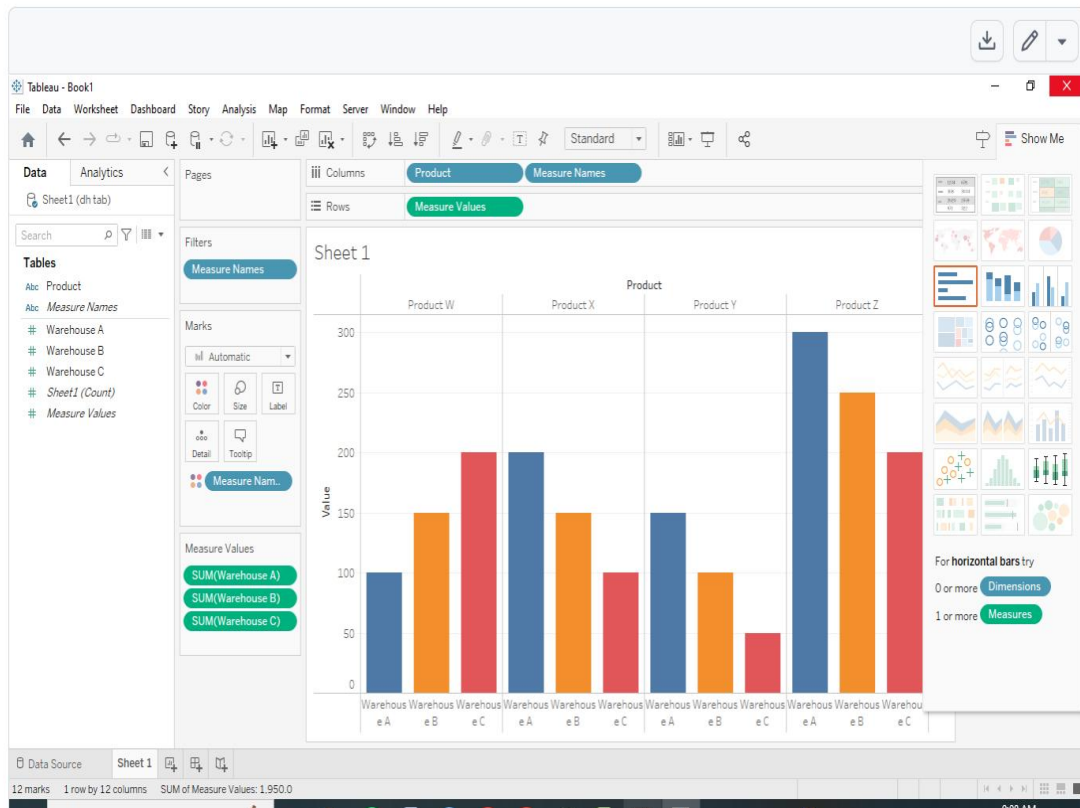 Tableau - Book1
File Data Worksheet Dashboard Story Analysis Map Format Server Window Help
Standard
Show Me
Data Analytics
Sheet1 (dh tab)
Search
Tables
Abc Product
Abc Measure Names
# Warehouse A
# Warehouse B
# Warehouse C
# Sheet1 (Count)
# Measure Values
Pages
Filters
Measure Names
Marks
Automatic
Color Size Label
Detail Tooltip
Measure Nam..
Measure Values
SUM(Warehouse A)
SUM(Warehouse B)
SUM(Warehouse C)
Columns Product Measure Names
Rows Measure Values
Sheet 1
Product
Product W Product X Product Y Product Z
300
250
200
150
100
50
0
Value
Warehous Warehous Warehous Warehous Warehous Warehous Warehous Warehous Warehous Warehous Warehous Warehou
e A e B e C e A e B e C e A e B e C e A e B e C
For horizontal bars try
0 or more Dimensions
1 or more Measures
Data Source Sheet 1
12 marks 1 row by 12 columns SUM of Measure Values: 1,950.0